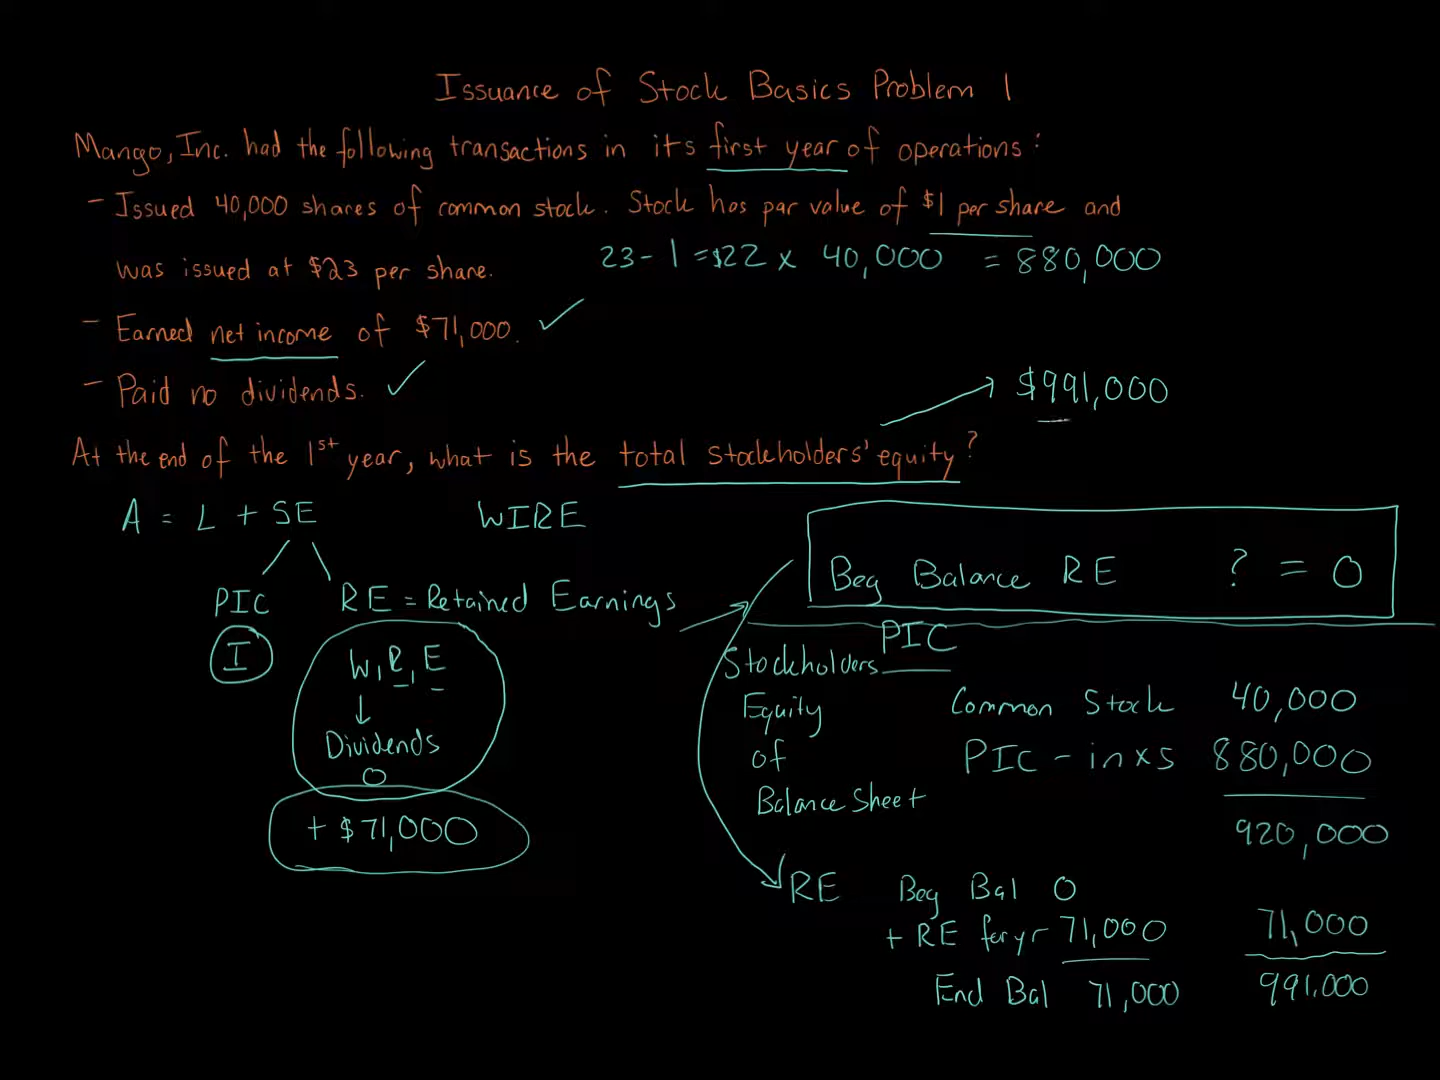 Issuance of Stock Basics Problem 1
Mango, Inc. had the following transactions in its first year of operations:
- Issued 40,000 shares of common stock. Stock has par value of $1 per share and
was issued at $23 per share.
23 - 1 = $22 x 40,000 = 880,000
- Earned net income of $71,000. ✓
- Paid no dividends. ✓
$991,000
At the end of the 1st year, what is the total stockholders' equity?
A = L + SE
WIRE
PIC
RE = Retained Earnings
I
W, R, E
Dividends
0
+ $71,000
Beg Balance RE ? = 0
PIC
Stockholders
Equity
of
Balance Sheet
Common Stock 40,000
PIC - in xs 880,000
920,000
RE Beg Bal 0
+ RE for yr 71,000 71,000
End Bal 71,000 991,000